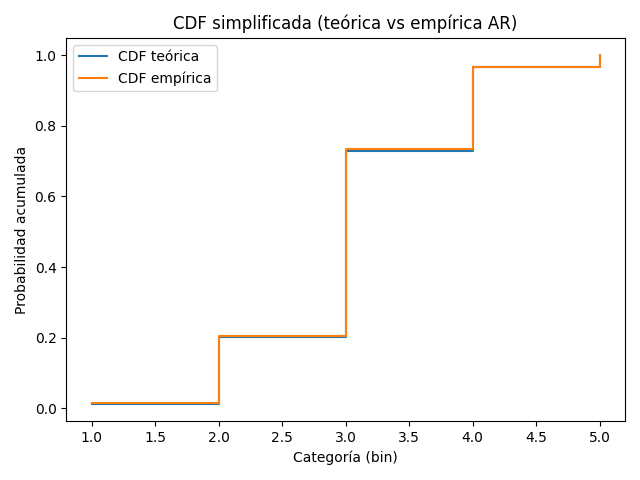 CDF simplificada (teórica vs empírica AR)
CDF teórica
CDF empírica
Probabilidad acumulada
1.0
0.8
0.6
0.4
0.2
0.0
1.0 1.5 2.0 2.5 3.0 3.5 4.0 4.5 5.0
Categoría (bin)